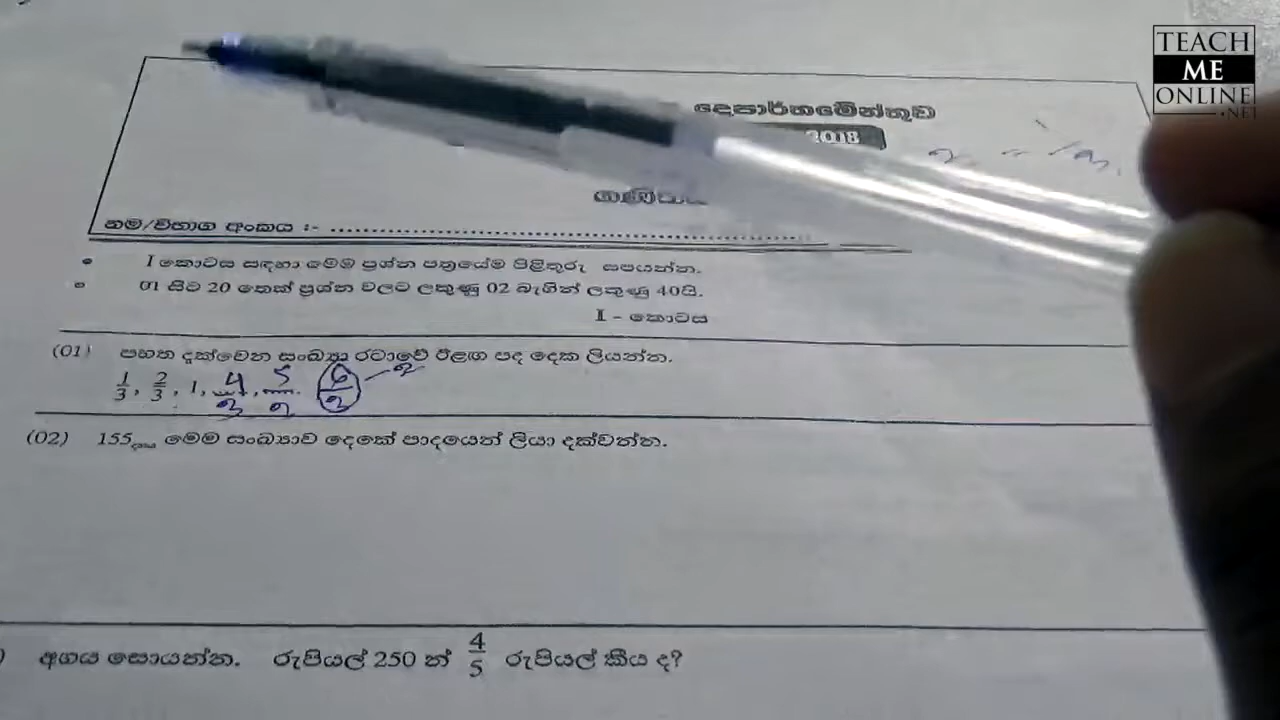 TEACH
ME
ONLINE
.NET
දෙපාර්තමේන්තුව
2018
නම/විභාග අංකය :-
I කොටස සඳහා මෙම ප්‍රශ්න පත්‍රයේම පිළිතුරු සපයන්න.
01 සිට 20 තෙක් ප්‍රශ්න වලට ලකුණු 02 බැගින් ලකුණු 40යි.
I - කොටස
(01) පහත දැක්වෙන සංඛ්‍යා රටාවේ ඊළඟ පද දෙක ලියන්න.
1/3, 2/3, 1, 4/3, 5/3. 6/3 2
(02) 155දහය මෙම සංඛ්‍යාව දෙකේ පාදයෙන් ලියා දක්වන්න.
) අගය සොයන්න. රුපියල් 250 න් 4/5 රුපියල් කීය ද?